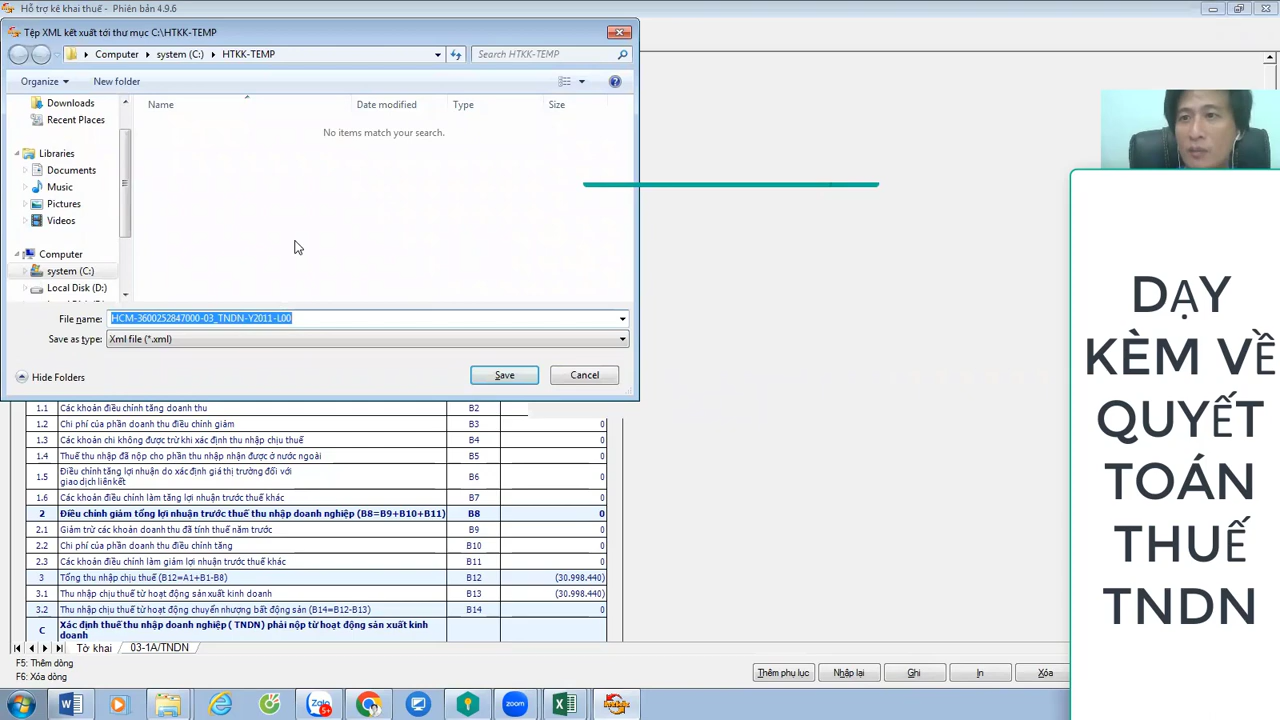 Hỗ trợ kê khai thuế - Phiên bản 4.9.6
Tệp XML kết xuất tới thư mục C:\HTKK-TEMP
Computer system (C:) HTKK-TEMP
Search HTKK-TEMP
Organize New folder
Downloads
Recent Places
Libraries
Documents
Music
Pictures
Videos
Computer
system (C:)
Local Disk (D:)
Name Date modified Type Size
No items match your search.
File name: HCM-3600252847000-03_TNDN-Y2011-L00
Save as type: Xml file (*.xml)
Hide Folders Save Cancel
1.1 Các khoản điều chỉnh tăng doanh thu B2
1.2 Chi phí của phần doanh thu điều chỉnh giảm B3 0
1.3 Các khoản chi không được trừ khi xác định thu nhập chịu thuế B4 0
1.4 Thuế thu nhập đã nộp cho phần thu nhập nhận được ở nước ngoài B5 0
1.5 Điều chỉnh tăng lợi nhuận do xác định giá thị trường đối với
giao dịch liên kết B6 0
1.6 Các khoản điều chỉnh làm tăng lợi nhuận trước thuế khác B7 0
2 Điều chỉnh giảm tổng lợi nhuận trước thuế thu nhập doanh nghiệp (B8=B9+B10+B11) B8 0
2.1 Giảm trừ các khoản doanh thu đã tính thuế năm trước B9 0
2.2 Chi phí của phần doanh thu điều chỉnh tăng B10 0
2.3 Các khoản điều chỉnh làm giảm lợi nhuận trước thuế khác B11 0
3 Tổng thu nhập chịu thuế (B12=A1+B1-B8) B12 (30.998.440)
3.1 Thu nhập chịu thuế từ hoạt động sản xuất kinh doanh B13 (30.998.440)
3.2 Thu nhập chịu thuế từ hoạt động chuyển nhượng bất động sản (B14=B12-B13) B14 0
C Xác định thuế thu nhập doanh nghiệp ( TNDN) phải nộp từ hoạt động sản xuất kinh
doanh
Tờ khai 03-1A/TNDN
F5: Thêm dòng
F6: Xóa dòng
Thêm phụ lục Nhập lại Ghi In Xóa
Zalo
5+
zoom
DẠY
KÈM VỀ
QUYẾT
TOÁN
THUẾ
TNDN